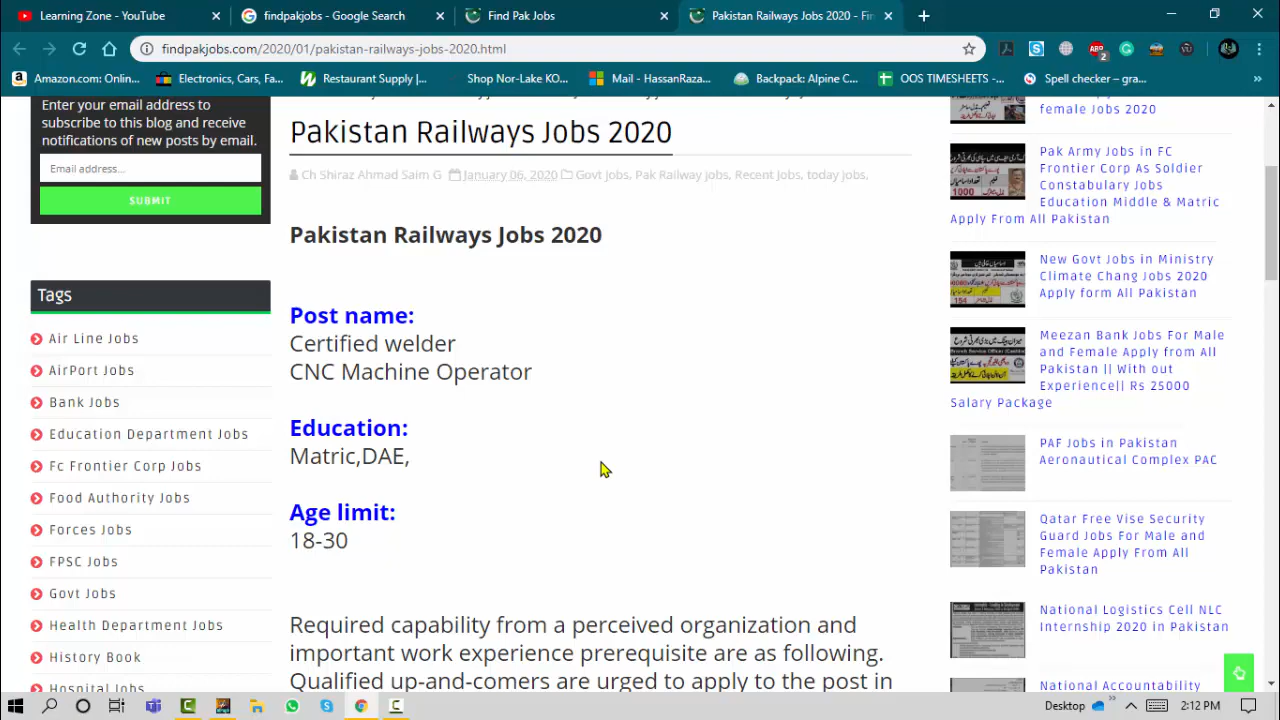 Learning Zone - YouTube
findpakjobs - Google Search
Find Pak Jobs
Pakistan Railways Jobs 2020 - Fin
findpakjobs.com/2020/01/pakistan-railways-jobs-2020.html
Amazon.com: Onlin...
Electronics, Cars, Fa...
Restaurant Supply |...
Shop Nor-Lake KO...
Mail - HassanRaza...
Backpack: Alpine C...
OOS TIMESHEETS -...
Spell checker – gra...
Enter your email address to
subscribe to this blog and receive
notifications of new posts by email.
Email address...
SUBMIT
Tags
Air Line Jobs
AirPort Jobs
Bank Jobs
Education Department Jobs
Fc Frontier Corp Jobs
Food Authority Jobs
Forces Jobs
FPSC Jobs
Govt Jobs
Health Department Jobs
History
Hospital Jobs
Pakistan Railways Jobs 2020
Ch Shiraz Ahmad Saim G January 06, 2020 Govt Jobs, Pak Railway jobs, Recent Jobs, today jobs,
Pakistan Railways Jobs 2020
Post name:
Certified welder
CNC Machine Operator
Education:
Matric,DAE,
Age limit:
18-30
Required capability from a perceived organization and
important work experience prerequisite are as following.
Qualified up-and-comers are urged to apply to the post in
female Jobs 2020
Pak Army Jobs in FC
Frontier Corp As Soldier
Constabulary Jobs
Education Middle & Matric
Apply From All Pakistan
New Govt Jobs in Ministry
Climate Chang Jobs 2020
Apply form All Pakistan
Meezan Bank Jobs For Male
and Female Apply from All
Pakistan || With out
Experience|| Rs 25000
Salary Package
PAF Jobs in Pakistan
Aeronautical Complex PAC
Qatar Free Vise Security
Guard Jobs For Male and
Female Apply From All
Pakistan
National Logistics Cell NLC
Internship 2020 in Pakistan
National Accountability
Desktop
2:12 PM